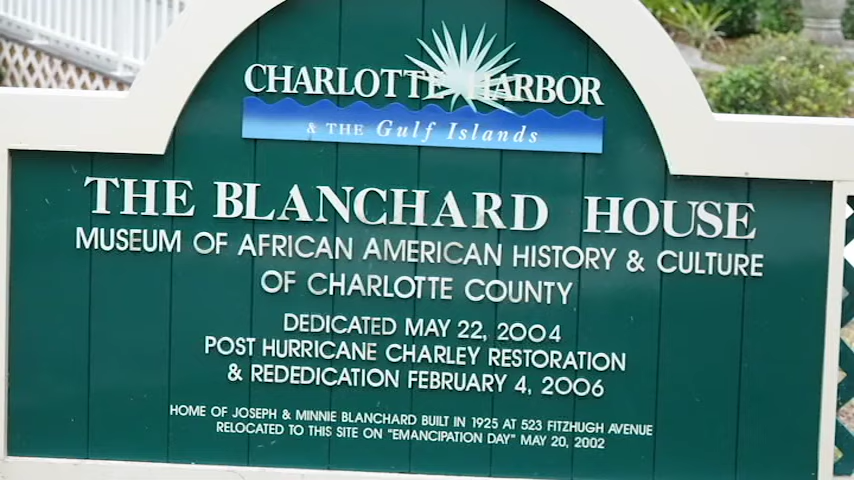 CHARLOTTE HARBOR
& THE Gulf Islands
THE BLANCHARD HOUSE
MUSEUM OF AFRICAN AMERICAN HISTORY & CULTURE
OF CHARLOTTE COUNTY
DEDICATED MAY 22, 2004
POST HURRICANE CHARLEY RESTORATION
& REDEDICATION FEBRUARY 4, 2006
HOME OF JOSEPH & MINNIE BLANCHARD BUILT IN 1925 AT 523 FITZHUGH AVENUE
RELOCATED TO THIS SITE ON "EMANCIPATION DAY" MAY 20, 2002